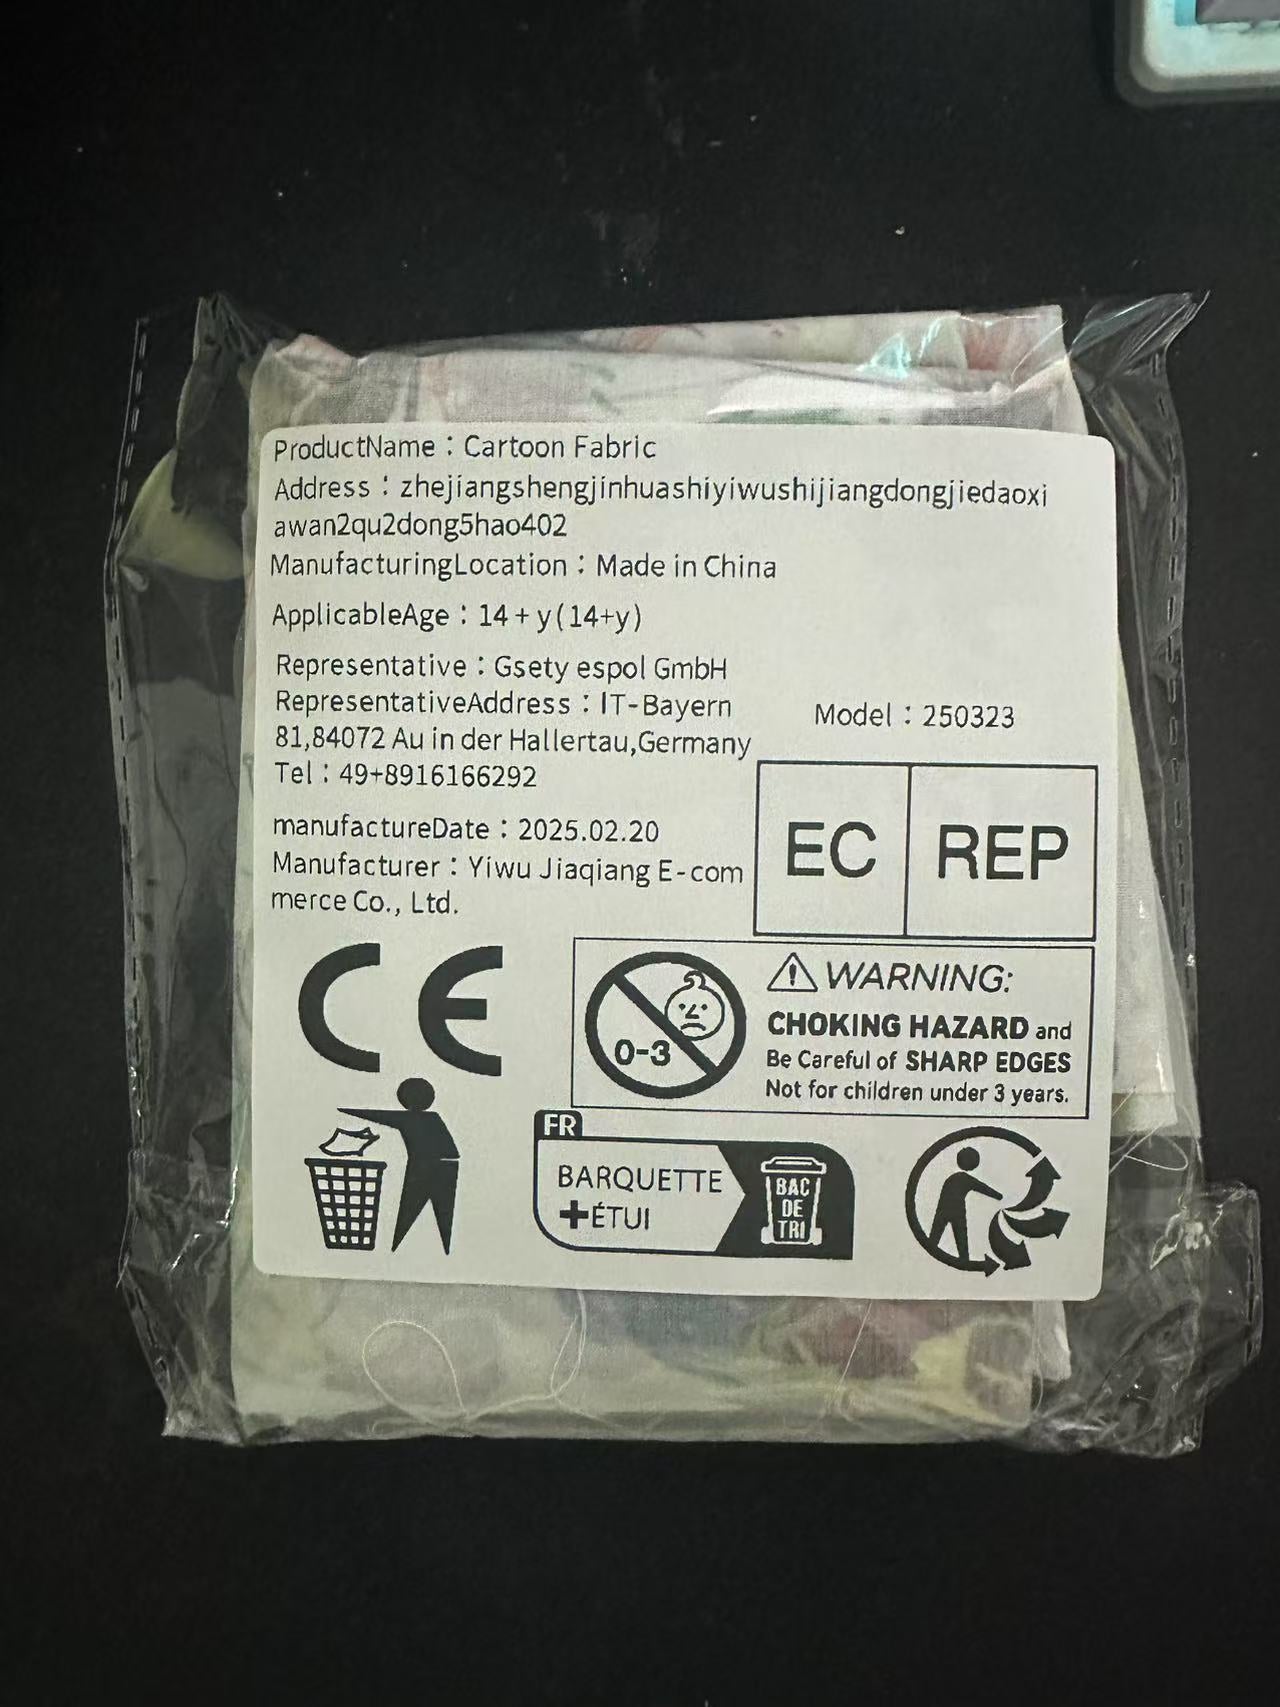 ProductName：Cartoon Fabric
Address：zhejiangshengjinhuashiyiwushijiangdongjiedaoxi
awan2qu2dong5hao402
ManufacturingLocation：Made in China
ApplicableAge：14+y(14+y)
Representative：Gsety espol GmbH
RepresentativeAddress：IT-Bayern
81,84072 Au in der Hallertau,Germany
Tel：49+8916166292
Model：250323
manufactureDate：2025.02.20
Manufacturer：Yiwu Jiaqiang E-com
merce Co., Ltd.
EC REP
CE
0-3
WARNING:
CHOKING HAZARD and
Be Careful of SHARP EDGES
Not for children under 3 years.
FR
BARQUETTE
+ÉTUI
BAC
DE
TRI